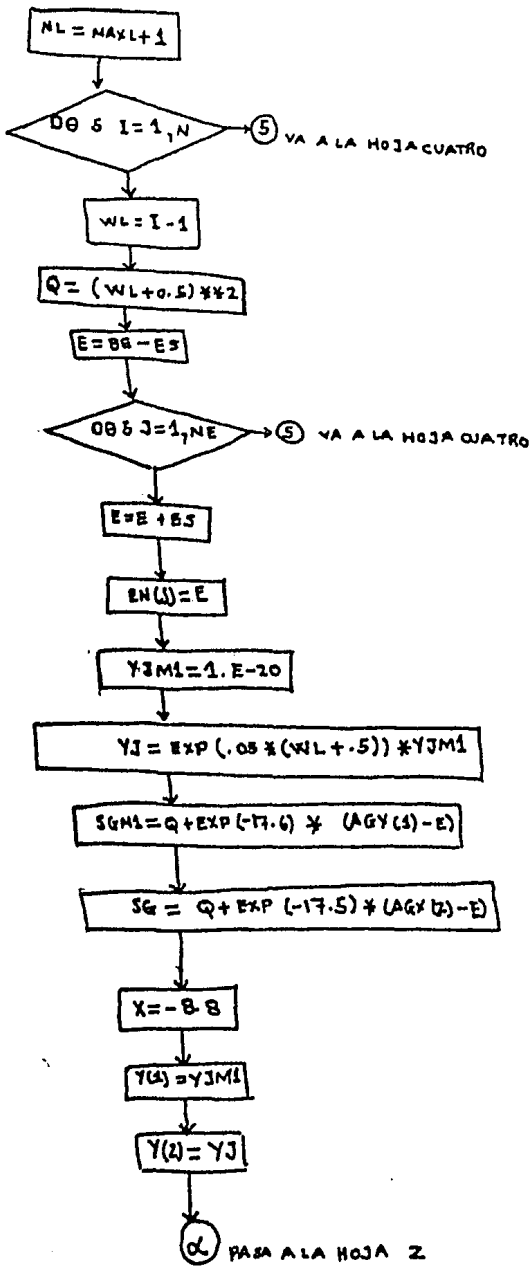 NL = MAXL+1
DO 5 I=1,N
5 VA A LA HOJA CUATRO
WL=I-1
Q= (WL+0.5)**2
E=BE-ES
DO 5 J=1,NE
5 VA A LA HOJA CUATRO
E=E+ES
EN(J)=E
YJM1=1.E-20
YJ=EXP(.05*(WL+.5))*YJM1
SGM1=Q+EXP(-17.6) * (AGX(1)-E)
SG = Q+EXP (-17.5)*(AGX(2)-E)
X=-8.8
Y(1)=YJM1
Y(2)=YJ
α PASA A LA HOJA 2